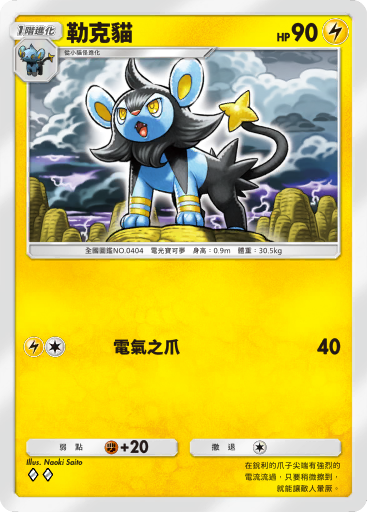 1階進化
勒克貓
HP 90
從小貓怪進化
全國圖鑑NO.0404 電光寶可夢 身高：0.9m 體重：30.5kg
電氣之爪 40
弱點 +20 撤退
Illus. Naoki Saito
在銳利的爪子尖端有強烈的
電流流過，只要稍微擦到，
就能讓敵人暈厥。